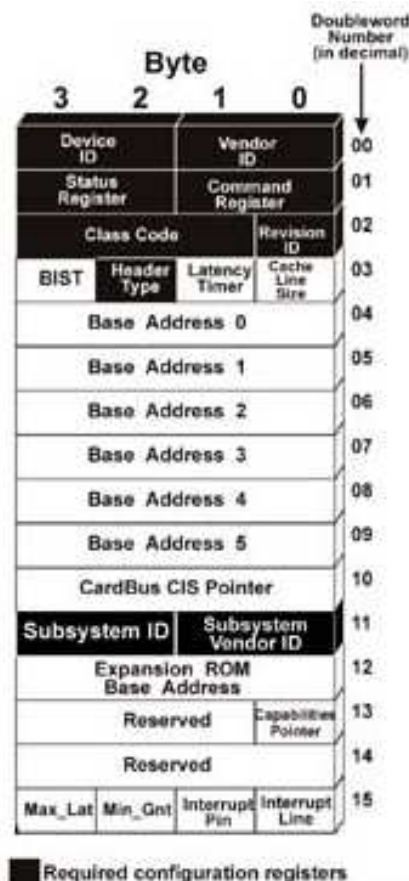 Doubleword
Number
(in decimal)
Byte
3 2 1 0
Device
ID
Vendor
ID
00
Status
Register
Command
Register
01
Class Code
Revision
ID
02
BIST
Header
Type
Latency
Timer
Cache
Line
Size
03
Base Address 0
04
Base Address 1
05
Base Address 2
06
Base Address 3
07
Base Address 4
08
Base Address 5
09
CardBus CIS Pointer
10
Subsystem ID
Subsystem
Vendor ID
11
Expansion ROM
Base Address
12
Reserved
Capabilities
Pointer
13
Reserved
14
Max_Lat
Min_Gnt
Interrupt
Pin
Interrupt
Line
15
Required configuration registers